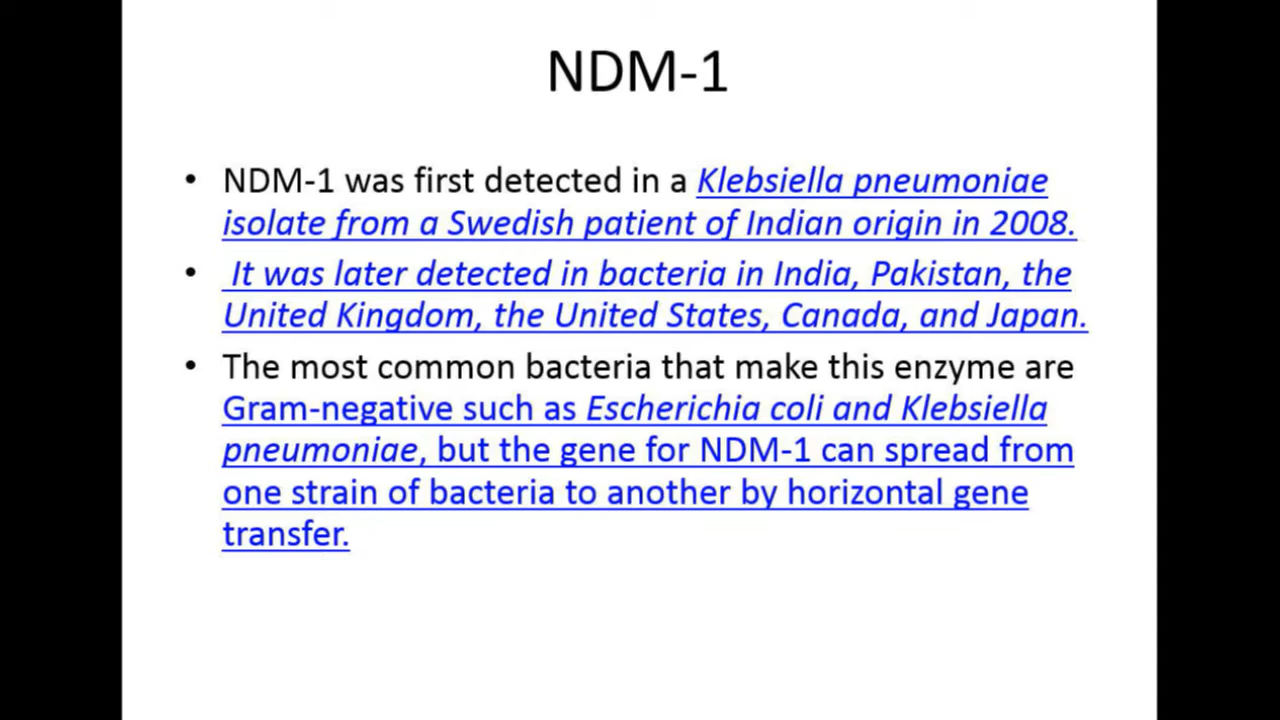 NDM-1
• NDM-1 was first detected in a Klebsiella pneumoniae
isolate from a Swedish patient of Indian origin in 2008.
• It was later detected in bacteria in India, Pakistan, the
United Kingdom, the United States, Canada, and Japan.
• The most common bacteria that make this enzyme are
Gram-negative such as Escherichia coli and Klebsiella
pneumoniae, but the gene for NDM-1 can spread from
one strain of bacteria to another by horizontal gene
transfer.